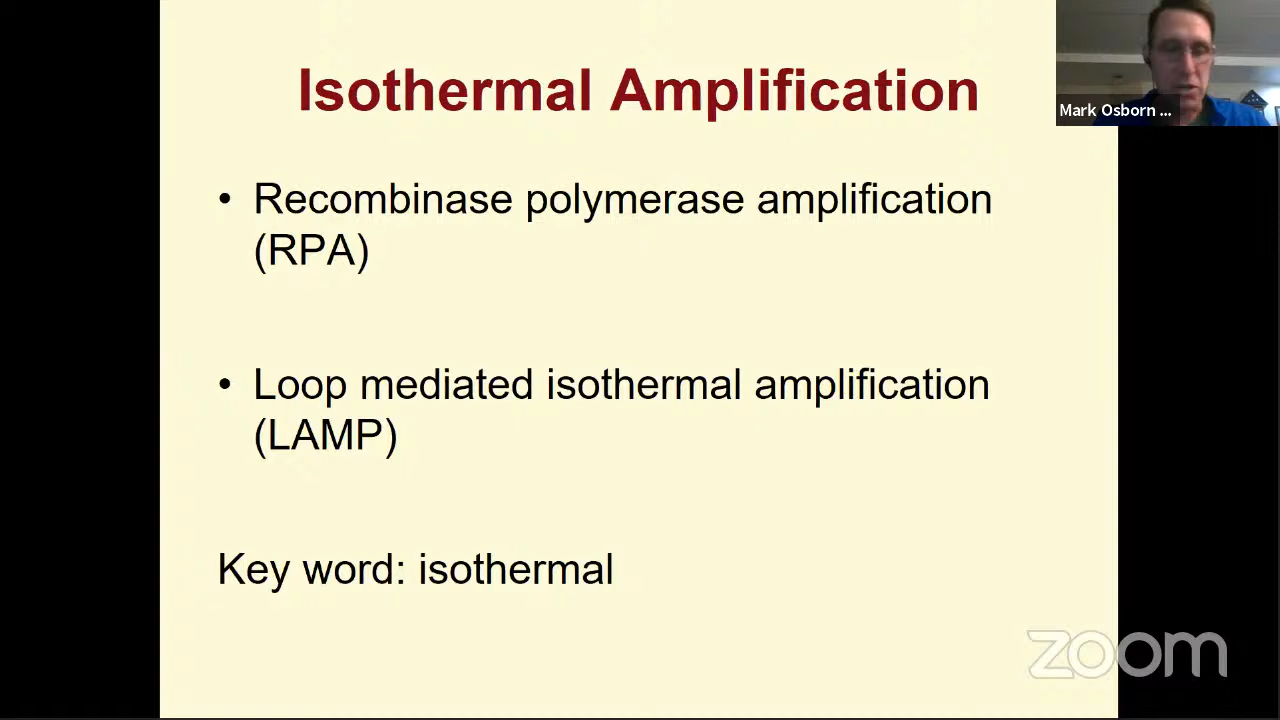 Isothermal Amplification
Mark Osborn ...
• Recombinase polymerase amplification
(RPA)
• Loop mediated isothermal amplification
(LAMP)
Key word: isothermal
zoom